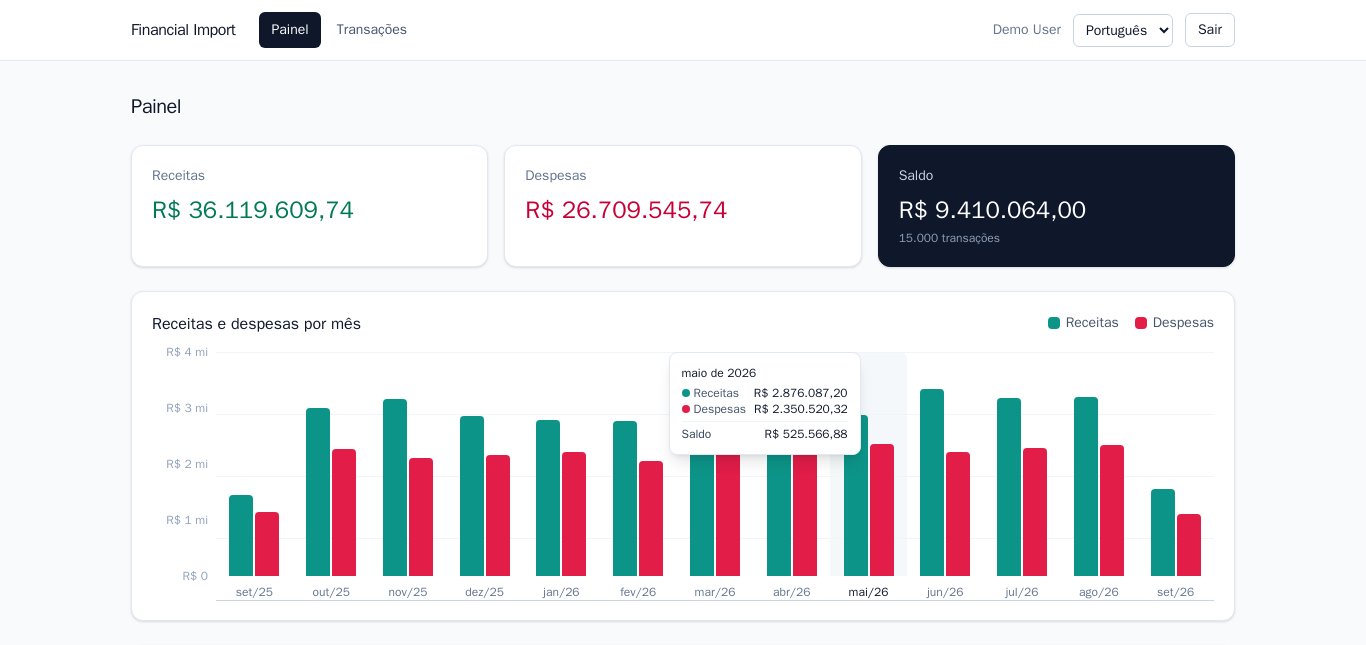 Financial Import
Painel
Transações
Demo User
Português
Sair
Painel
Receitas
R$ 36.119.609,74
Despesas
R$ 26.709.545,74
Saldo
R$ 9.410.064,00
15.000 transações
Receitas e despesas por mês
Receitas
Despesas
R$ 4 mi
R$ 3 mi
R$ 2 mi
R$ 1 mi
R$ 0
maio de 2026
Receitas R$ 2.876.087,20
Despesas R$ 2.350.520,32
Saldo R$ 525.566,88
set/25 out/25 nov/25 dez/25 jan/26 fev/26 mar/26 abr/26 mai/26 jun/26 jul/26 ago/26 set/26